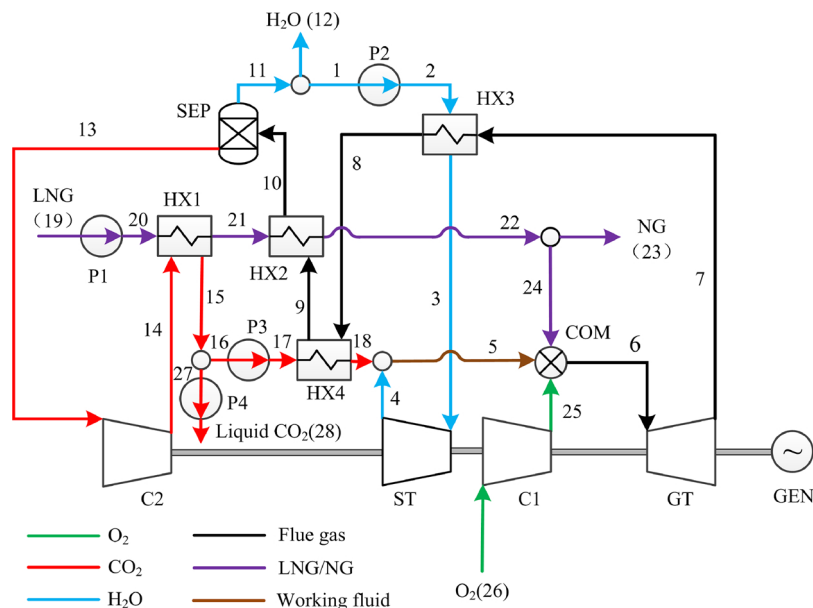 H₂O (12)
11
1
P2
2
SEP
HX3
13
10
8
LNG
(19)
20
HX1
21
HX2
22
NG
(23)
P1
15
9
3
24
7
14
16
P3
17
18
5
COM
6
27
P4
HX4
4
25
Liquid CO₂(28)
~
C2
ST
C1
GT
GEN
O₂
Flue gas
CO₂
LNG/NG
H₂O
Working fluid
O₂(26)